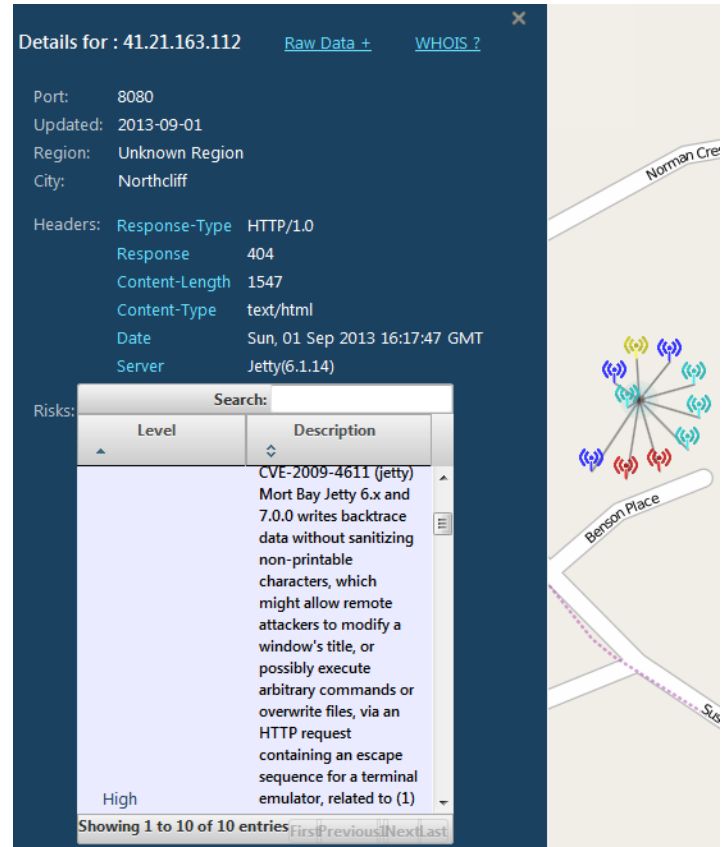 ×
Details for : 41.21.163.112 Raw Data + WHOIS ?
Port: 8080
Updated: 2013-09-01
Region: Unknown Region
City: Northcliff
Headers: Response-Type HTTP/1.0
Response 404
Content-Length 1547
Content-Type text/html
Date Sun, 01 Sep 2013 16:17:47 GMT
Server Jetty(6.1.14)
Risks:
Search:
Level Description
CVE-2009-4611 (jetty)
Mort Bay Jetty 6.x and
7.0.0 writes backtrace
data without sanitizing
non-printable
characters, which
might allow remote
attackers to modify a
window's title, or
possibly execute
arbitrary commands or
overwrite files, via an
HTTP request
containing an escape
sequence for a terminal
High emulator, related to (1)
Showing 1 to 10 of 10 entries FirstPrevious1NextLast
Norman Cres
Benson Place
Sus